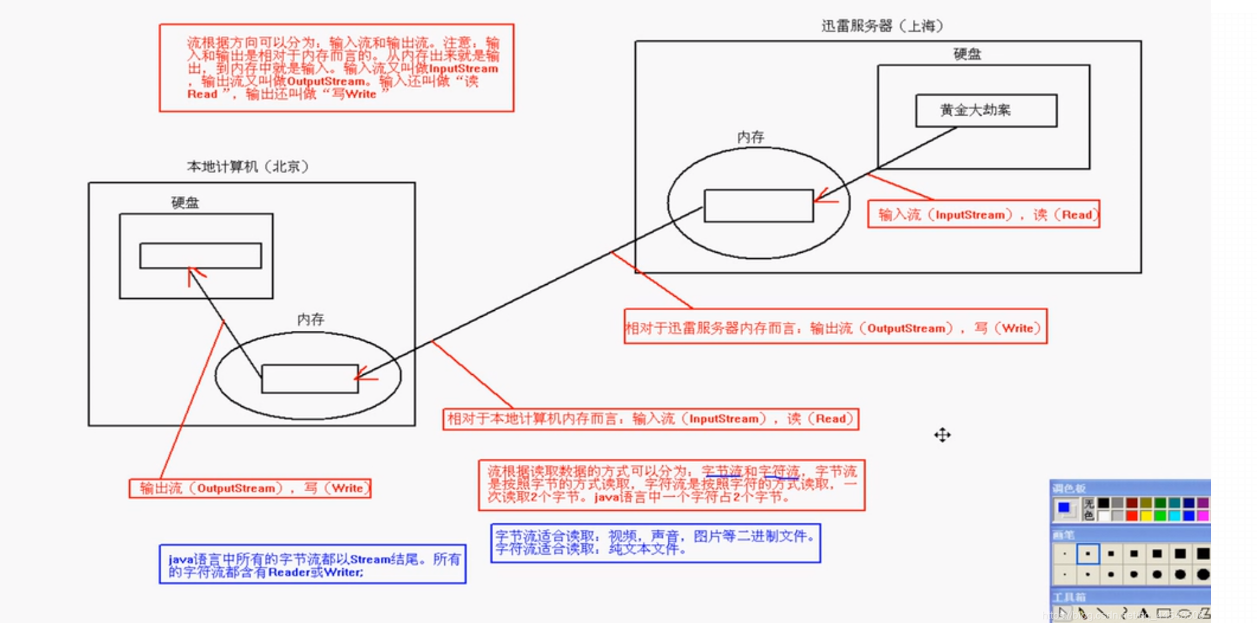 迅雷服务器（上海）
流根据方向可以分为：输入流和输出流。注意：输
入和输出是相对于内存而言的。从内存出来就是输
出，到内存中就是输入。输入流又叫做InputStream
，输出流又叫做OutputStream。输入还叫做“读
Read ”，输出还叫做“写Write ”
硬盘
黄金大劫案
内存
本地计算机（北京）
硬盘
输入流（InputStream），读（Read）
内存
相对于迅雷服务器内存而言：输出流（OutputStream），写（Write）
相对于本地计算机内存而言：输入流（InputStream），读（Read）
流根据读取数据的方式可以分为：字节流和字符流，字节流
是按照字节的方式读取，字符流是按照字符的方式读取，一
次读取2个字节。java语言中一个字符占2个字节。
输出流（OutputStream），写（Write）
字节流适合读取：视频，声音，图片等二进制文件。
字符流适合读取：纯文本文件。
java语言中所有的字节流都以Stream结尾。所有
的字符流都含有Reader或Writer;
调色板
无
色
画笔
工具箱
A